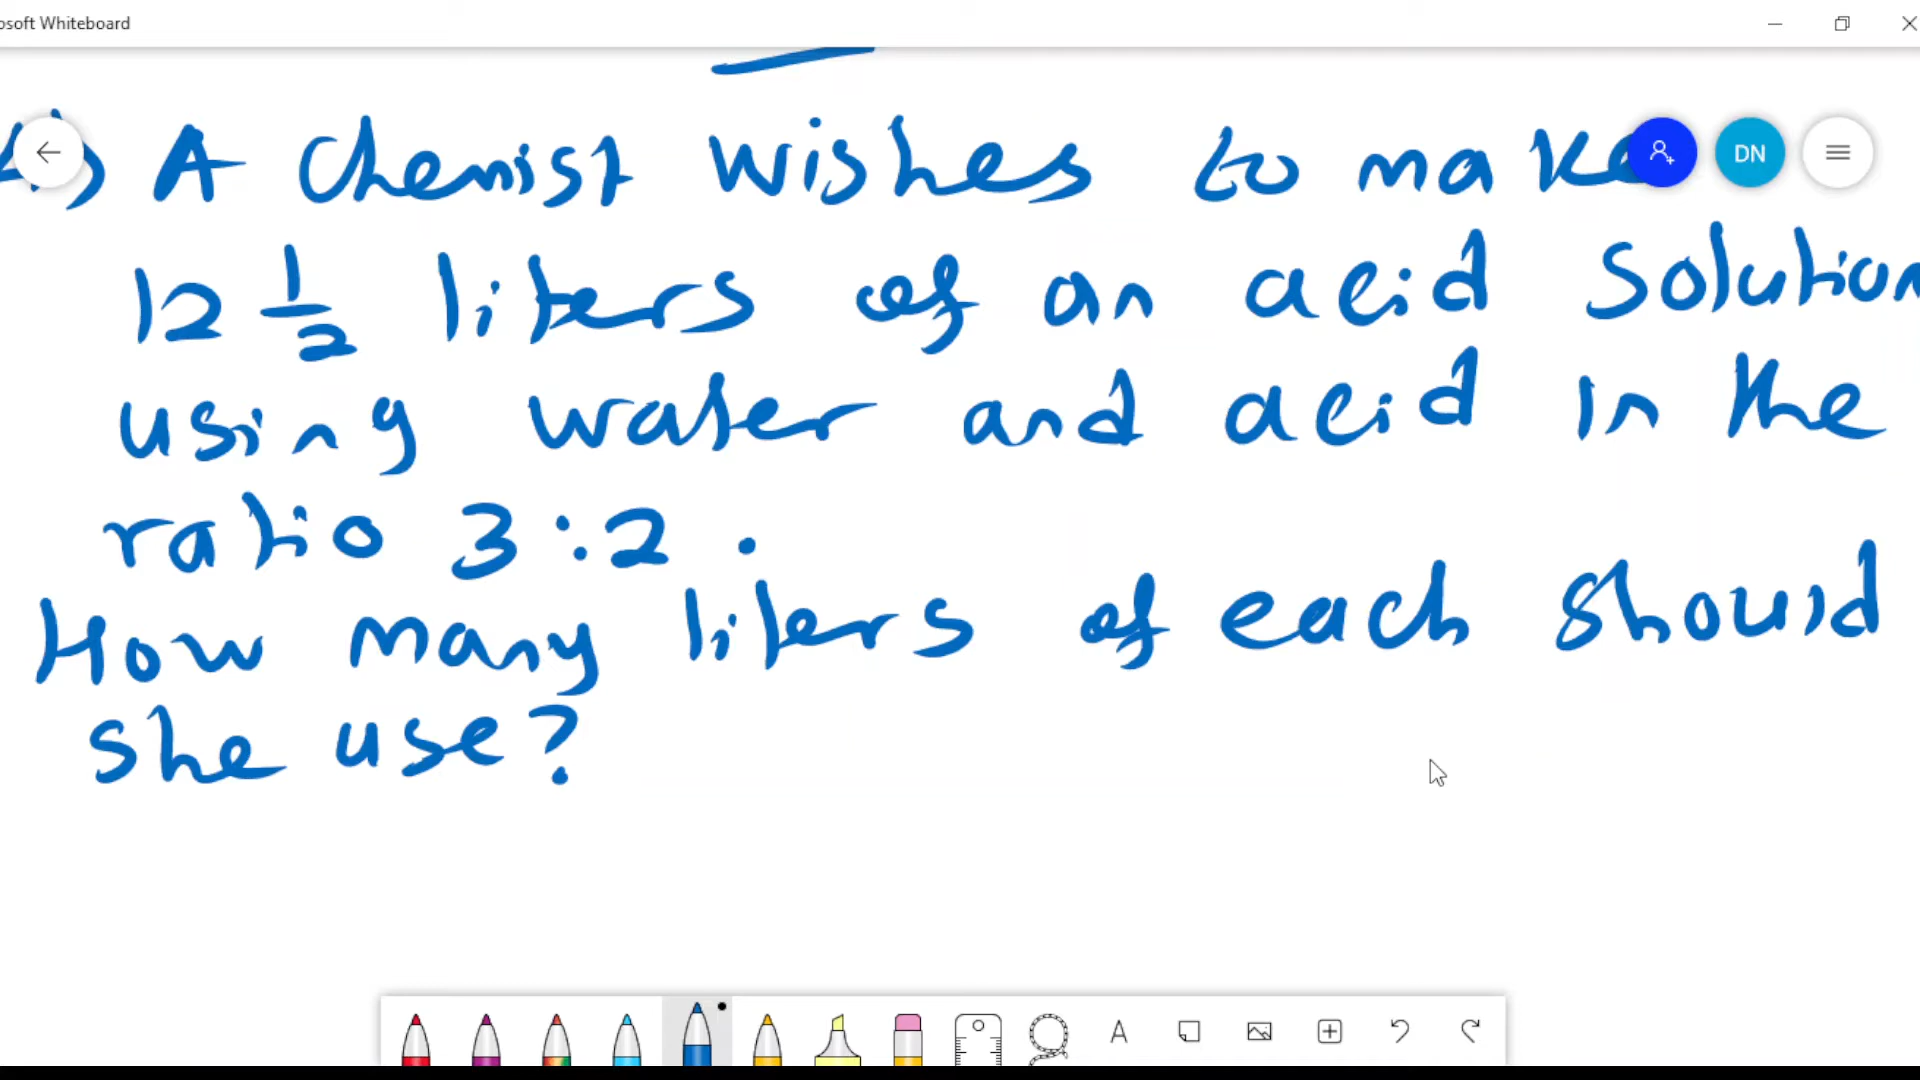 osoft Whiteboard
) A chemist wishes to make
DN
12 1/2 liters of an acid solution
using water and acid in the
ratio 3:2 .
How many liters of each should
she use?
A